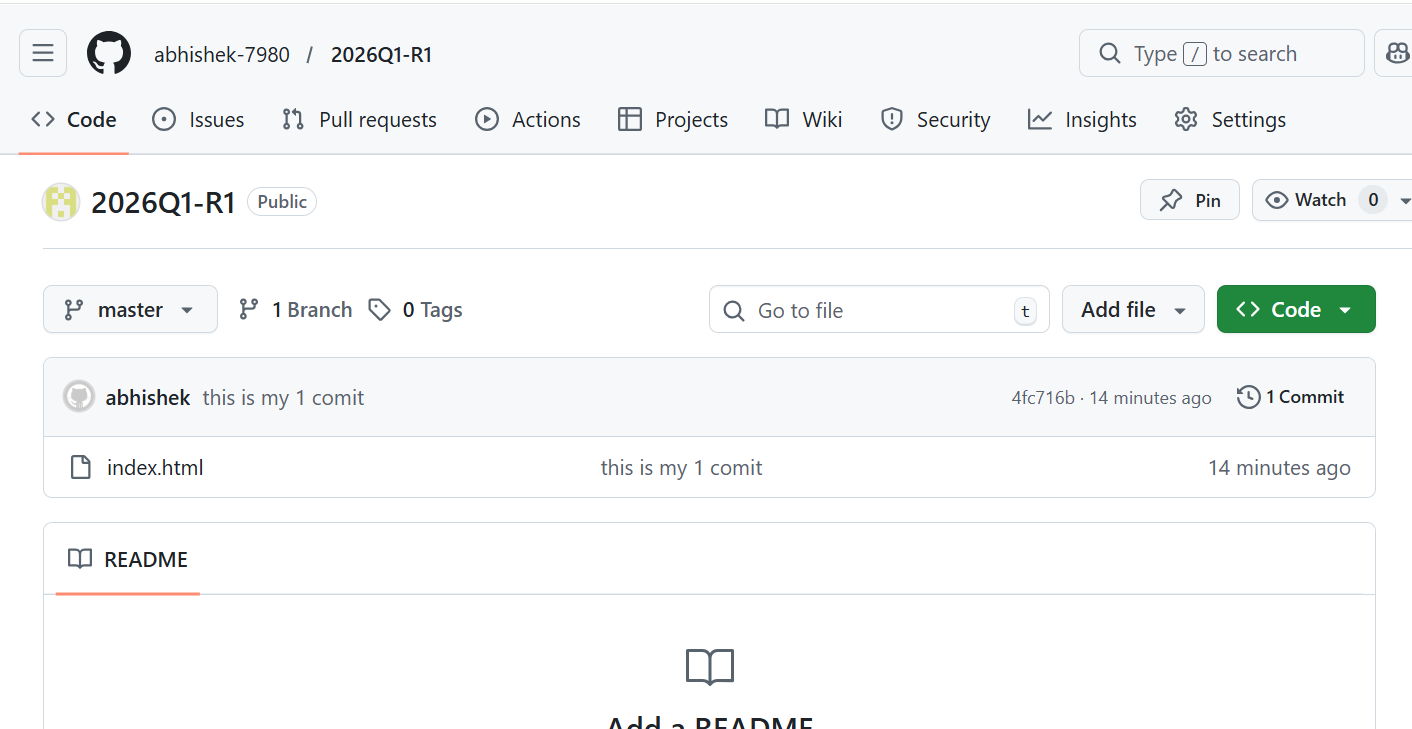 abhishek-7980 / 2026Q1-R1 Type / to search
Code Issues Pull requests Actions Projects Wiki Security Insights Settings
2026Q1-R1 Public Pin Watch 0
master 1 Branch 0 Tags Go to file t Add file Code
abhishek this is my 1 comit 4fc716b · 14 minutes ago 1 Commit
index.html this is my 1 comit 14 minutes ago
README
Add a README